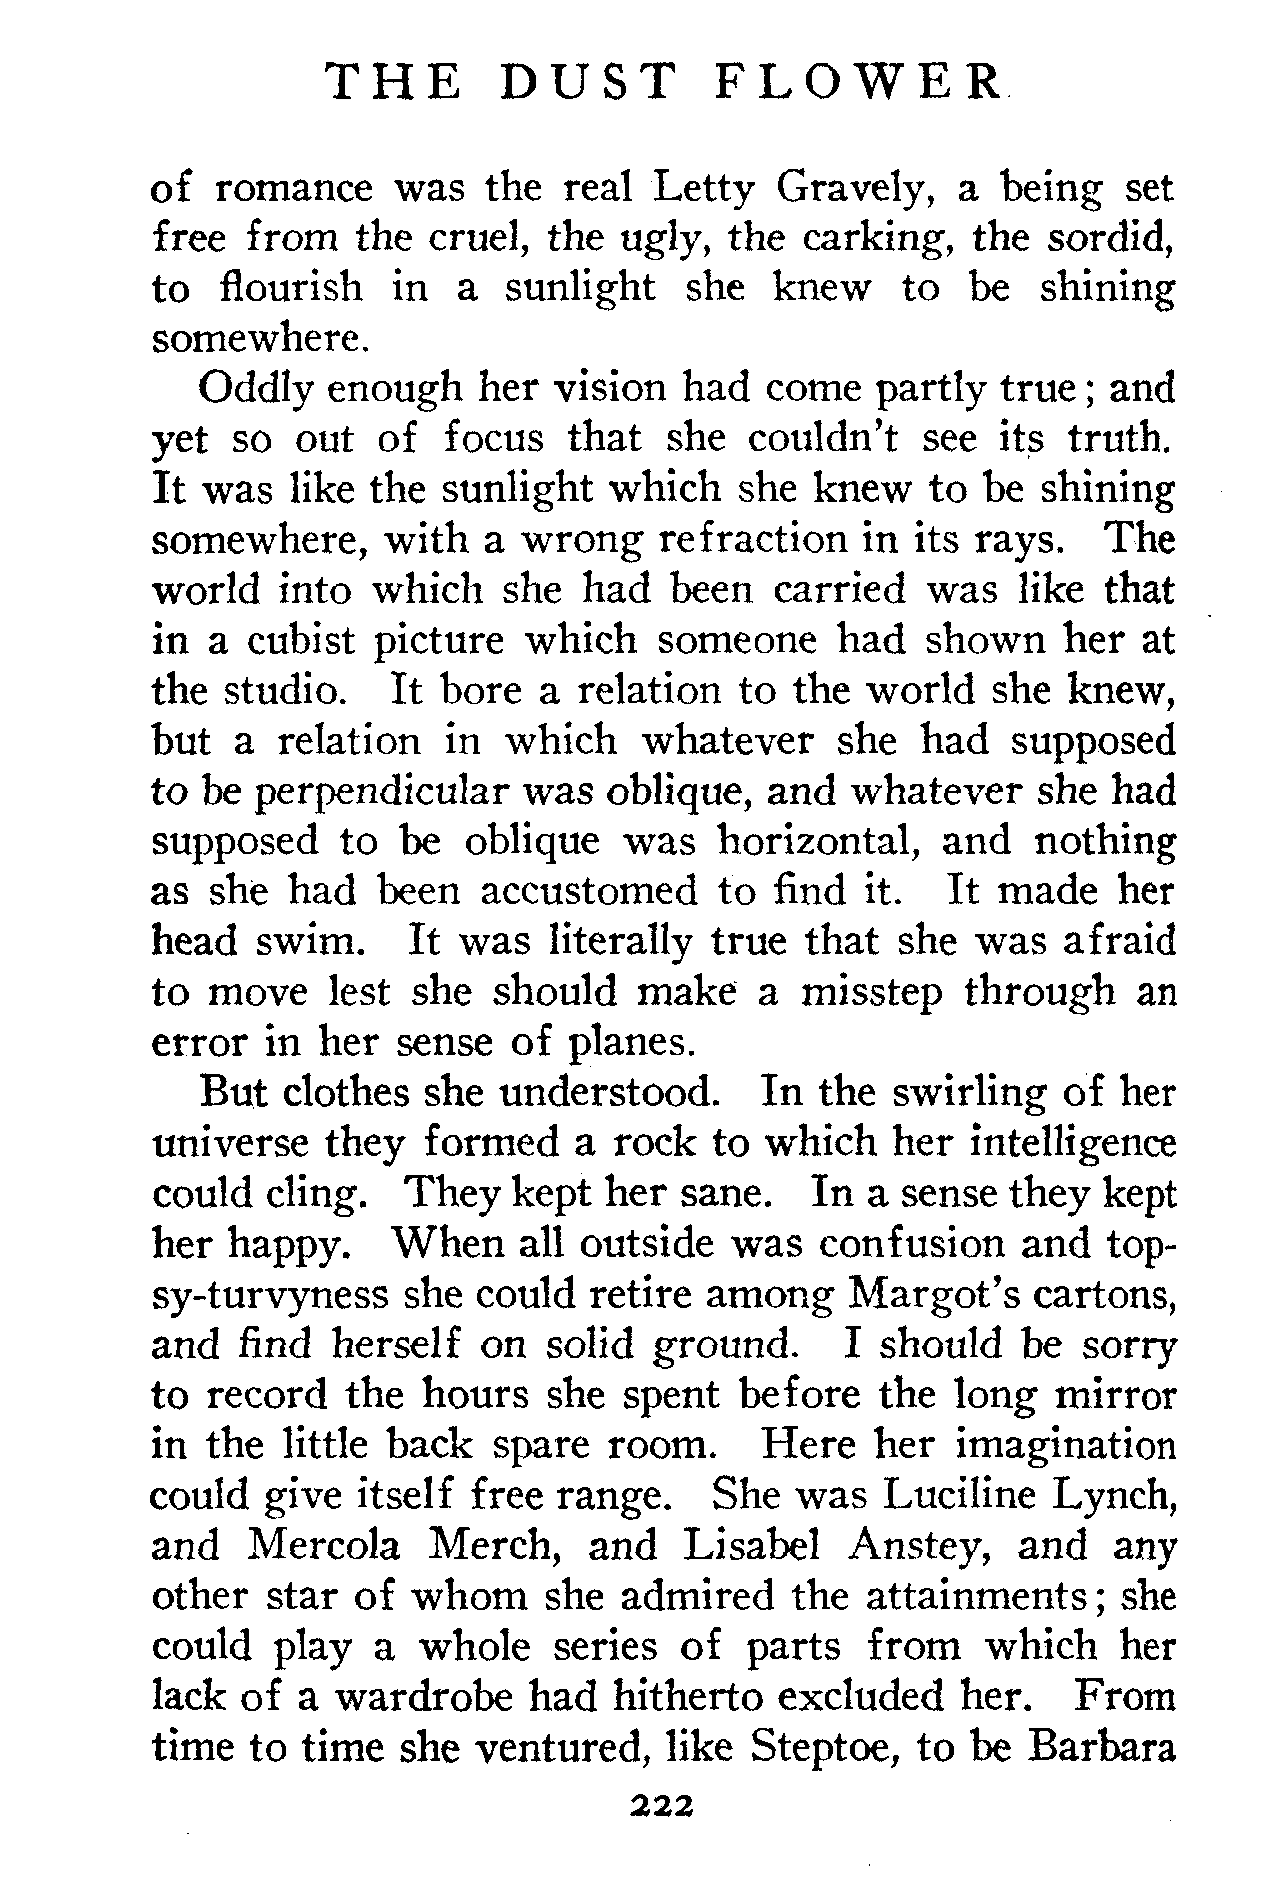 THE DUST FLOWER
of romance was the real Letty Gravely, a being set
free from the cruel, the ugly, the carking, the sordid,
to flourish in a sunlight she knew to be shining
somewhere.
Oddly enough her vision had come partly true; and
yet so out of focus that she couldn't see its truth.
It was like the sunlight which she knew to be shining
somewhere, with a wrong refraction in its rays. The
world into which she had been carried was like that
in a cubist picture which someone had shown her at
the studio. It bore a relation to the world she knew,
but a relation in which whatever she had supposed
to be perpendicular was oblique, and whatever she had
supposed to be oblique was horizontal, and nothing
as she had been accustomed to find it. It made her
head swim. It was literally true that she was afraid
to move lest she should make a misstep through an
error in her sense of planes.
But clothes she understood. In the swirling of her
universe they formed a rock to which her intelligence
could cling. They kept her sane. In a sense they kept
her happy. When all outside was confusion and top-
sy-turvyness she could retire among Margot's cartons,
and find herself on solid ground. I should be sorry
to record the hours she spent before the long mirror
in the little back spare room. Here her imagination
could give itself free range. She was Luciline Lynch,
and Mercola Merch, and Lisabel Anstey, and any
other star of whom she admired the attainments; she
could play a whole series of parts from which her
lack of a wardrobe had hitherto excluded her. From
time to time she ventured, like Steptoe, to be Barbara
222